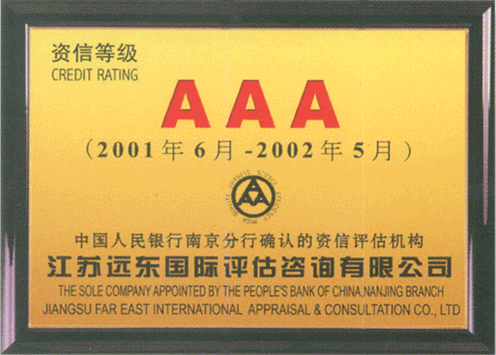 资信等级
CREDIT RATING
AAA
(2001年6月-2002年5月)
中国人民银行南京分行确认的资信评估机构
江苏远东国际评估咨询有限公司
THE SOLE COMPANY APPOINTED BY THE PEOPLE'S BANK OF CHINA,NANJING BRANCH
JIANGSU FAR EAST INTERNATIONAL APPRAISAL & CONSULTATION CO., LTD